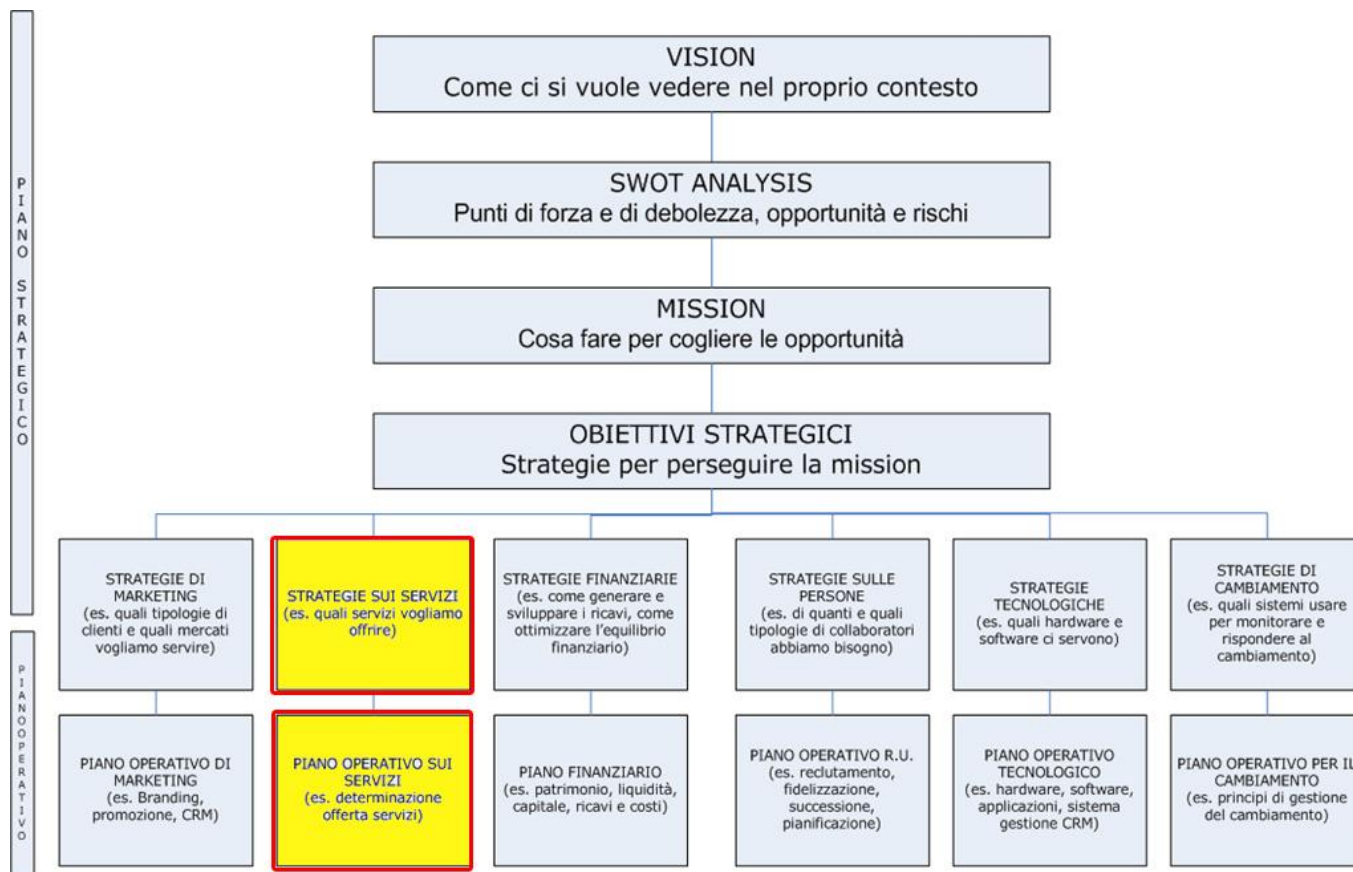 PIANO STRATEGICO
VISION
Come ci si vuole vedere nel proprio contesto
SWOT ANALYSIS
Punti di forza e di debolezza, opportunità e rischi
MISSION
Cosa fare per cogliere le opportunità
OBIETTIVI STRATEGICI
Strategie per perseguire la mission
STRATEGIE DI
MARKETING
(es. quali tipologie di
clienti e quali mercati
vogliamo servire)
STRATEGIE SUI SERVIZI
(es. quali servizi vogliamo
offrire)
STRATEGIE FINANZIARIE
(es. come generare e
sviluppare i ricavi, come
ottimizzare l'equilibrio
finanziario)
STRATEGIE SULLE
PERSONE
(es. di quanti e quali
tipologie di collaboratori
abbiamo bisogno)
STRATEGIE
TECNOLOGICHE
(es. quali hardware e
software ci servono)
STRATEGIE DI
CAMBIAMENTO
(es. quali sistemi usare
per monitorare e
rispondere al
cambiamento)
PIANOOPERATIVO
PIANO OPERATIVO DI
MARKETING
(es. Branding,
promozione, CRM)
PIANO OPERATIVO SUI
SERVIZI
(es. determinazione
offerta servizi)
PIANO FINANZIARIO
(es. patrimonio, liquidità,
capitale, ricavi e costi)
PIANO OPERATIVO R.U.
(es. reclutamento,
fidelizzazione,
successione,
pianificazione)
PIANO OPERATIVO
TECNOLOGICO
(es. hardware, software,
applicazioni, sistema
gestione CRM)
PIANO OPERATIVO PER IL
CAMBIAMENTO
(es. principi di gestione
del cambiamento)